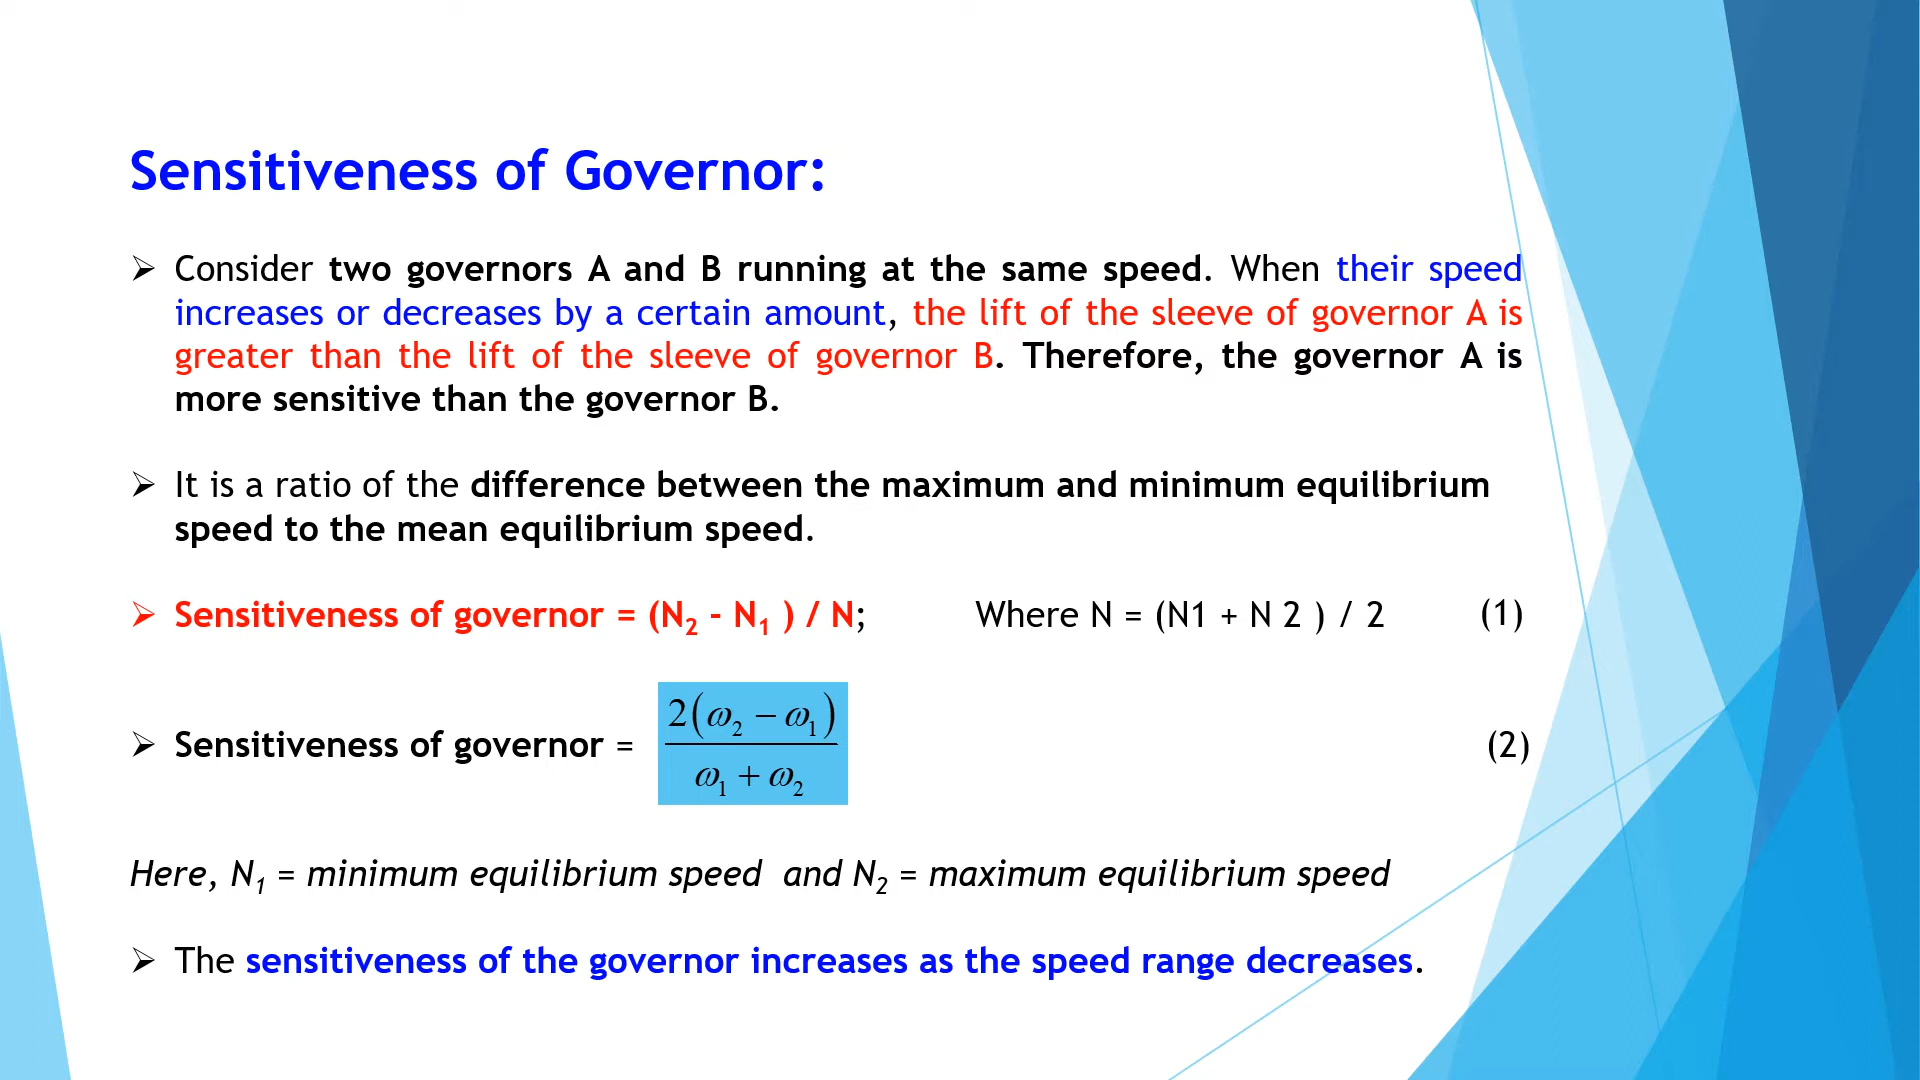 Sensitiveness of Governor:
➢ Consider two governors A and B running at the same speed. When their speed
increases or decreases by a certain amount, the lift of the sleeve of governor A is
greater than the lift of the sleeve of governor B. Therefore, the governor A is
more sensitive than the governor B.
➢ It is a ratio of the difference between the maximum and minimum equilibrium
speed to the mean equilibrium speed.
➢ Sensitiveness of governor = (N₂ - N₁ ) / N; Where N = (N1 + N 2 ) / 2 (1)
➢ Sensitiveness of governor = 2(ω₂ − ω₁) / ω₁ + ω₂ (2)
Here, N₁ = minimum equilibrium speed and N₂ = maximum equilibrium speed
➢ The sensitiveness of the governor increases as the speed range decreases.